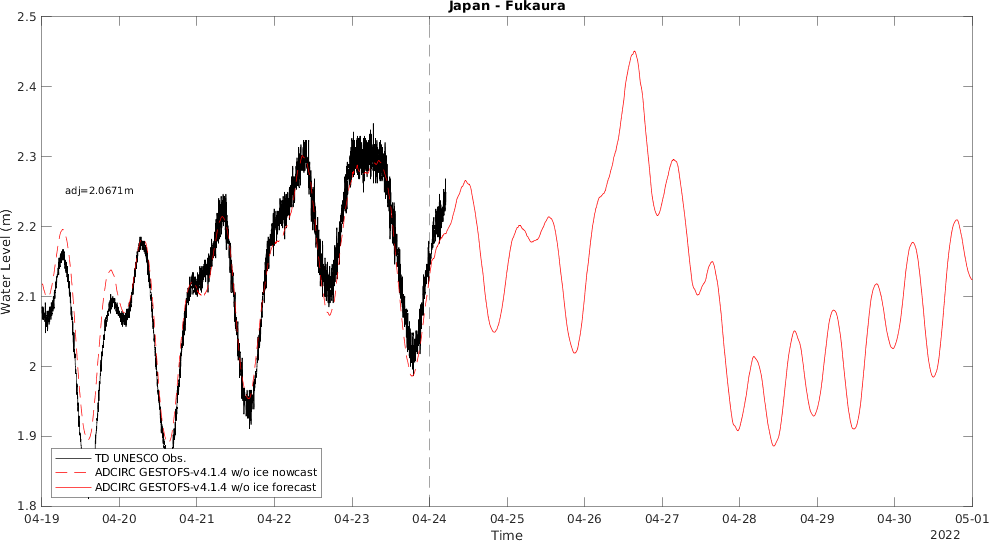 Japan - Fukaura
Water Level (m)
2.5
2.4
2.3
2.2
2.1
2
1.9
1.8
adj=2.0671m
TD UNESCO Obs.
ADCIRC GESTOFS-v4.1.4 w/o ice nowcast
ADCIRC GESTOFS-v4.1.4 w/o ice forecast
04-19 04-20 04-21 04-22 04-23 04-24 04-25 04-26 04-27 04-28 04-29 04-30 05-01
Time
2022